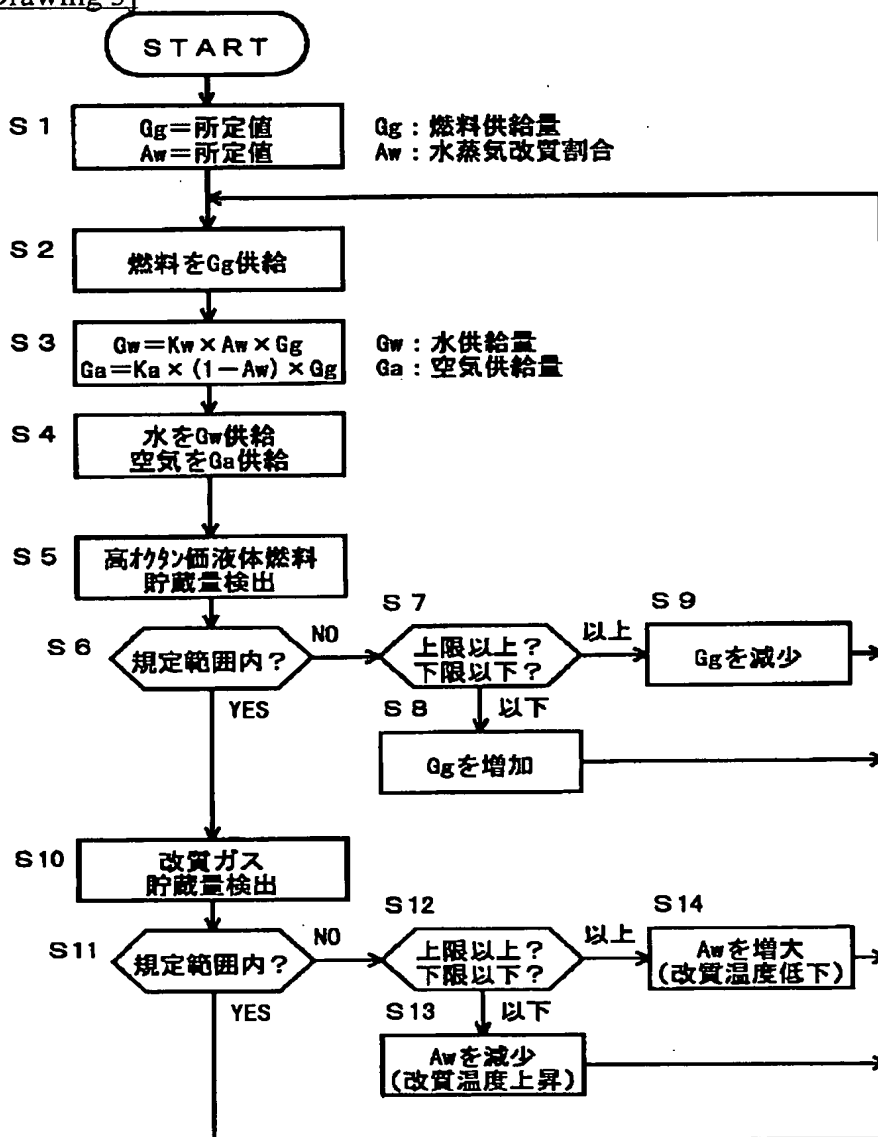 Drawing 3]
START
S1
Gg=所定値
Aw=所定値
Gg:燃料供給量
Aw:水蒸気改質割合
S2
燃料をGg供給
S3
Gw=Kw×Aw×Gg
Ga=Ka×(1-Aw)×Gg
Gw:水供給量
Ga:空気供給量
S4
水をGw供給
空気をGa供給
S5
高オクタン価液体燃料
貯蔵量検出
S6
規定範囲内?
NO
YES
S7
上限以上?
下限以下?
以上
以下
S9
Ggを減少
S8
Ggを増加
S10
改質ガス
貯蔵量検出
S11
規定範囲内?
NO
YES
S12
上限以上?
下限以下?
以上
以下
S14
Awを増大
(改質温度低下)
S13
Awを減少
(改質温度上昇)